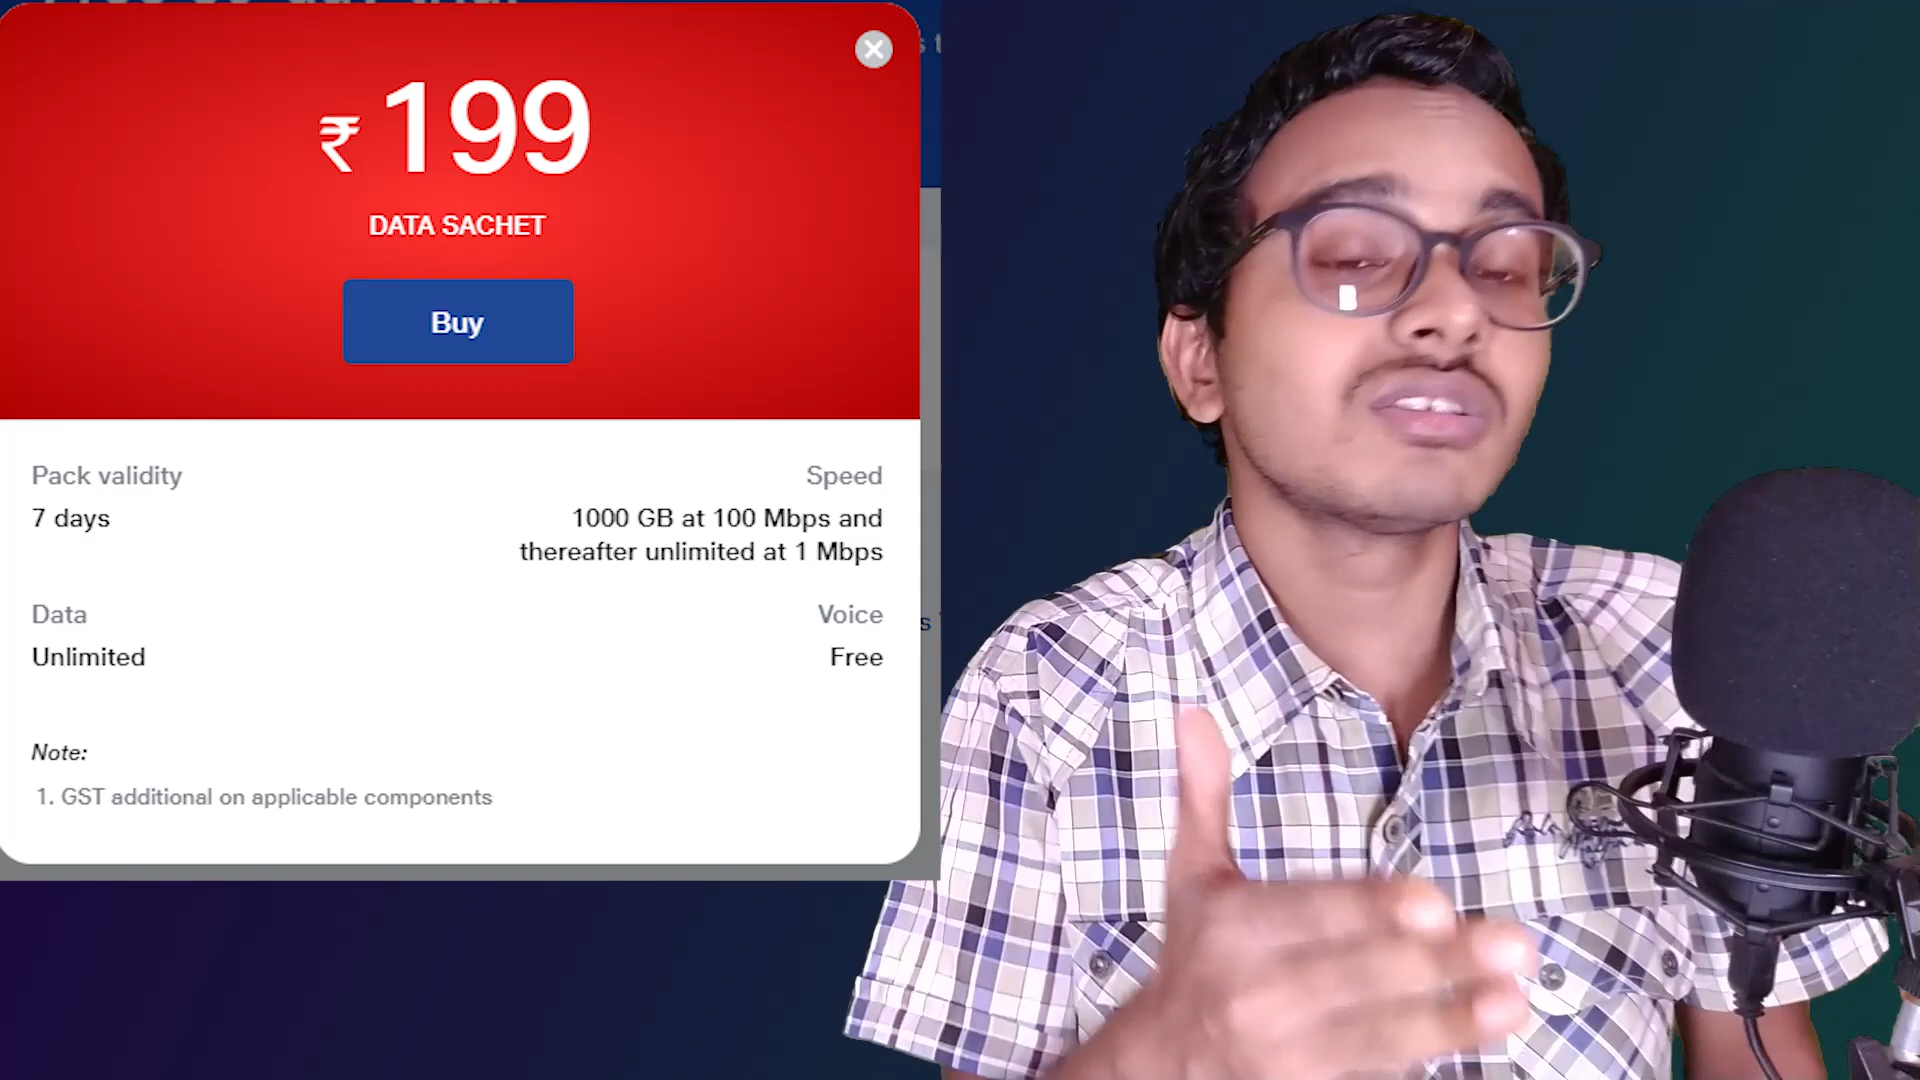 ₹ 199
DATA SACHET
Buy
Pack validity
Speed
7 days
1000 GB at 100 Mbps and
thereafter unlimited at 1 Mbps
Data
Voice
Unlimited
Free
Note:
1. GST additional on applicable components